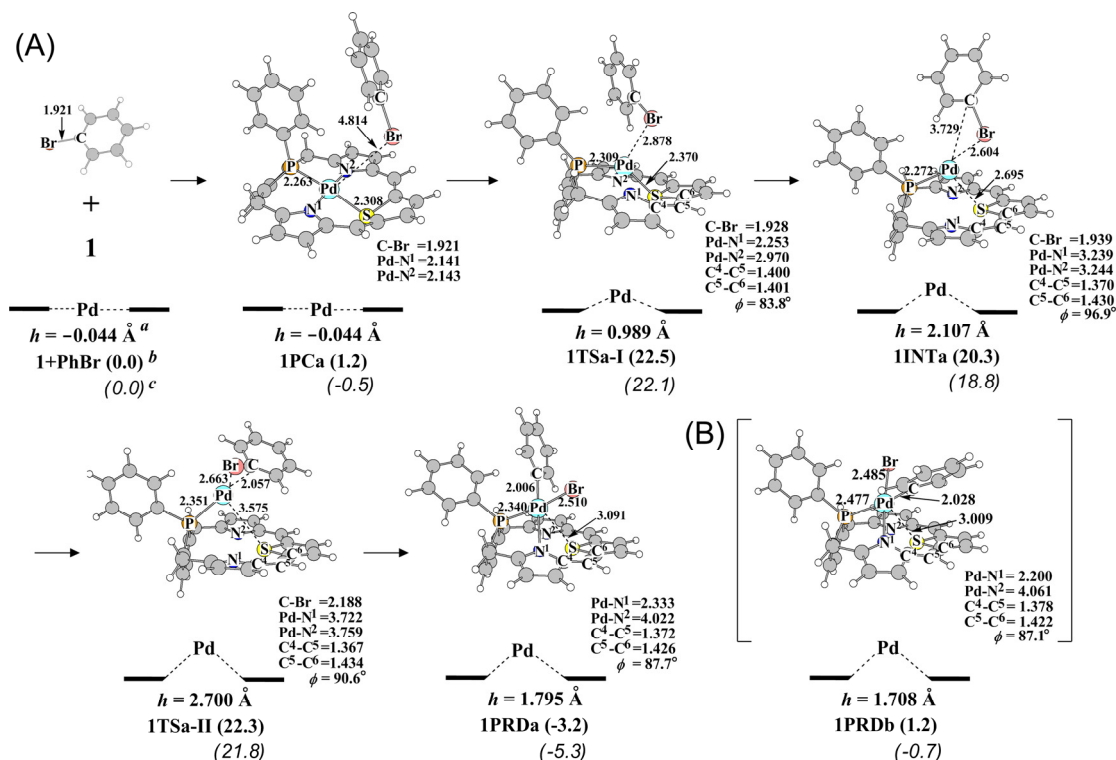 (A)
1.921
Br
C
+
1
Pd
h = −0.044 Å a
1+PhBr (0.0) b
(0.0) c
C
4.814
Br
P
N2
2.263
Pd
2.308
N1
S
C-Br =1.921
Pd-N1=2.141
Pd-N2=2.143
Pd
h = −0.044 Å
1PCa (1.2)
(-0.5)
C
Br
2.878
2.309
P
Pd
2.370
N2
N1
S
C6
C4
C5
C-Br =1.928
Pd-N1=2.253
Pd-N2=2.970
C4-C5=1.400
C5-C6=1.401
ϕ = 83.8°
Pd
h = 0.989 Å
1TSa-I (22.5)
(22.1)
C
3.729
Br
2.604
2.272
Pd
P
N2
2.695
S
C6
N1
C4
C5
C-Br =1.939
Pd-N1=3.239
Pd-N2=3.244
C4-C5=1.370
C5-C6=1.430
ϕ = 96.9°
Pd
h = 2.107 Å
1INTa (20.3)
(18.8)
Br
C
2.663
2.057
Pd
2.351
3.575
P
N2
S
C6
N1
C4
C5
C-Br =2.188
Pd-N1=3.722
Pd-N2=3.759
C4-C5=1.367
C5-C6=1.434
ϕ = 90.6°
Pd
h = 2.700 Å
1TSa-II (22.3)
(21.8)
C
2.006
Br
2.510
2.340
Pd
P
3.091
N2
N1
S
C6
C4
C5
Pd-N1=2.333
Pd-N2=4.022
C4-C5=1.372
C5-C6=1.426
ϕ = 87.7°
Pd
h = 1.795 Å
1PRDa (-3.2)
(-5.3)
(B)
Br
2.485
C
2.477
Pd
2.028
P
N2
3.009
N1
S
C4
C6
C5
Pd-N1=2.200
Pd-N2=4.061
C4-C5=1.378
C5-C6=1.422
ϕ = 87.1°
Pd
h = 1.708 Å
1PRDb (1.2)
(-0.7)